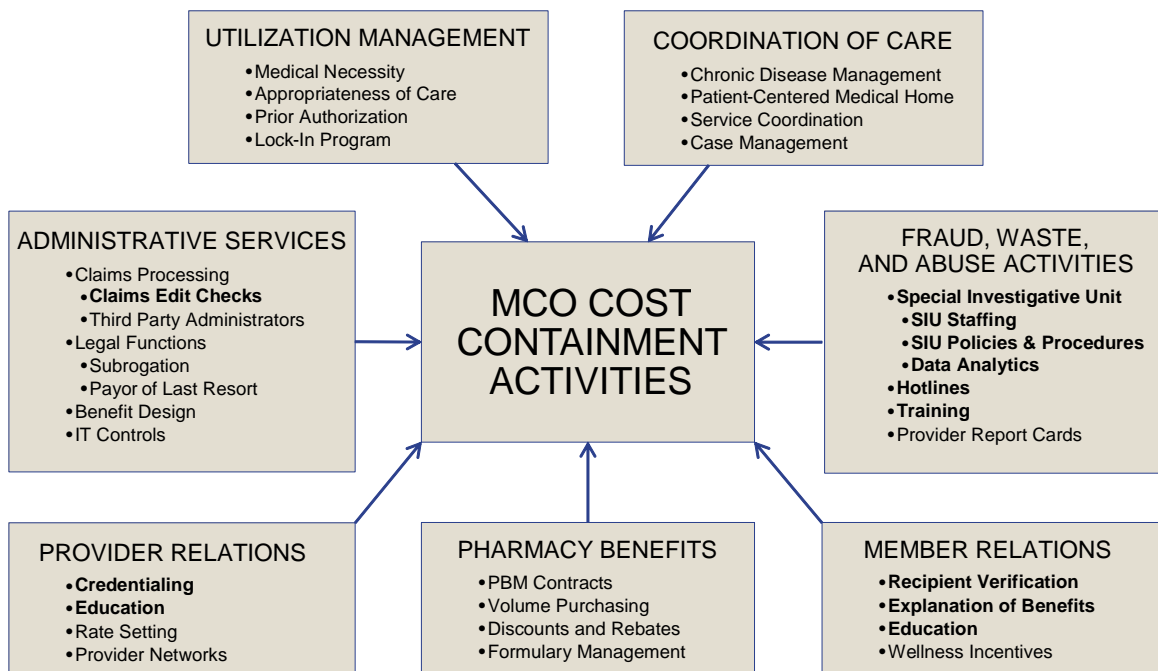 UTILIZATION MANAGEMENT
•Medical Necessity
•Appropriateness of Care
•Prior Authorization
•Lock-In Program
COORDINATION OF CARE
•Chronic Disease Management
•Patient-Centered Medical Home
•Service Coordination
•Case Management
ADMINISTRATIVE SERVICES
•Claims Processing
•Claims Edit Checks
•Third Party Administrators
•Legal Functions
•Subrogation
•Payor of Last Resort
•Benefit Design
•IT Controls
MCO COST
CONTAINMENT
ACTIVITIES
FRAUD, WASTE,
AND ABUSE ACTIVITIES
•Special Investigative Unit
•SIU Staffing
•SIU Policies & Procedures
•Data Analytics
•Hotlines
•Training
•Provider Report Cards
PROVIDER RELATIONS
•Credentialing
•Education
•Rate Setting
•Provider Networks
PHARMACY BENEFITS
•PBM Contracts
•Volume Purchasing
•Discounts and Rebates
•Formulary Management
MEMBER RELATIONS
•Recipient Verification
•Explanation of Benefits
•Education
•Wellness Incentives